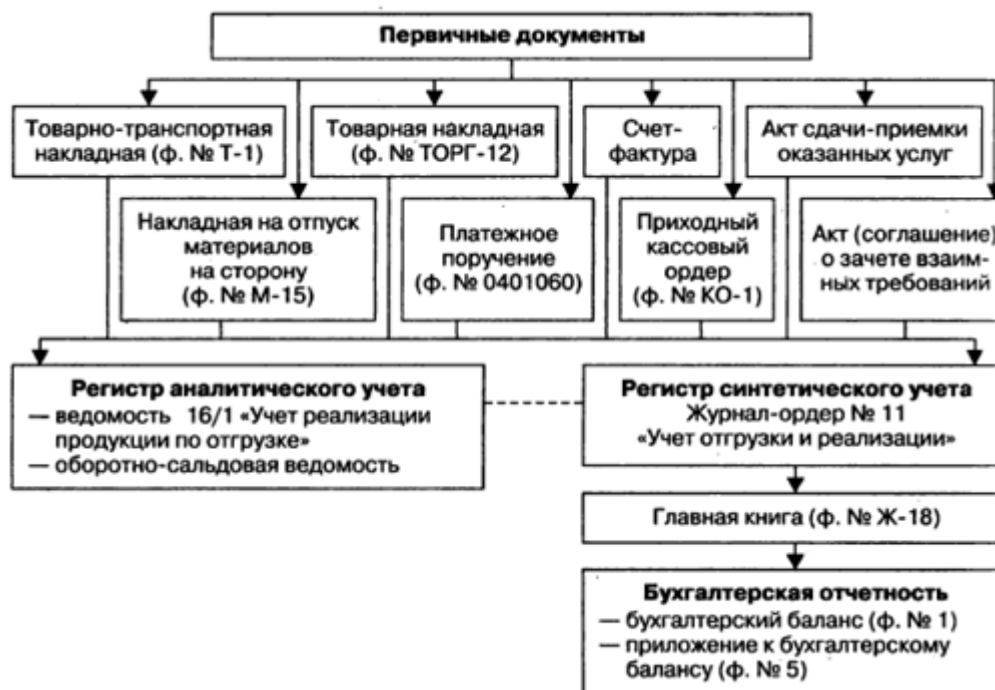 Первичные документы
Товарно-транспортная
накладная (ф. № Т-1)
Товарная накладная
(ф. № ТОРГ-12)
Счет-
фактура
Акт сдачи-приемки
оказанных услуг
Накладная на отпуск
материалов
на сторону
(ф. № М-15)
Платежное
поручение
(ф. № 0401060)
Приходный
кассовый
ордер
(ф. № КО-1)
Акт (соглашение)
о зачете взаим-
ных требований
Регистр аналитического учета
— ведомость 16/1 «Учет реализации
продукции по отгрузке»
— оборотно-сальдовая ведомость
Регистр синтетического учета
Журнал-ордер № 11
«Учет отгрузки и реализации»
Главная книга (ф. № Ж-18)
Бухгалтерская отчетность
— бухгалтерский баланс (ф. № 1)
— приложение к бухгалтерскому
балансу (ф. № 5)